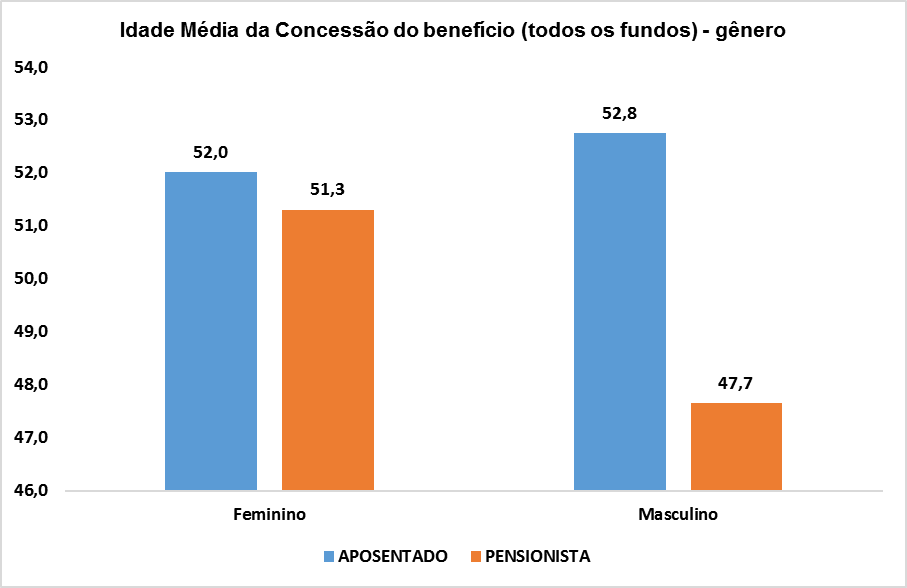 Idade Média da Concessão do benefício (todos os fundos) - gênero
54,0
53,0
52,0
51,0
50,0
49,0
48,0
47,0
46,0
52,0
51,3
52,8
47,7
Feminino
Masculino
APOSENTADO
PENSIONISTA